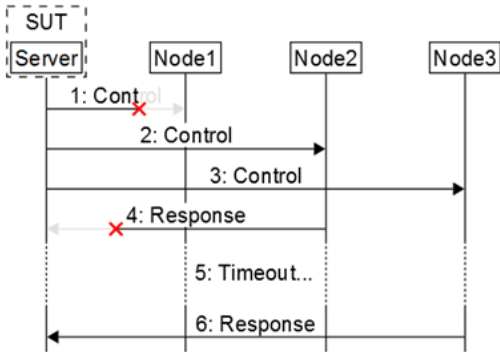 SUT
Server Node1 Node2 Node3
1: Control
2: Control
3: Control
4: Response
5: Timeout...
6: Response